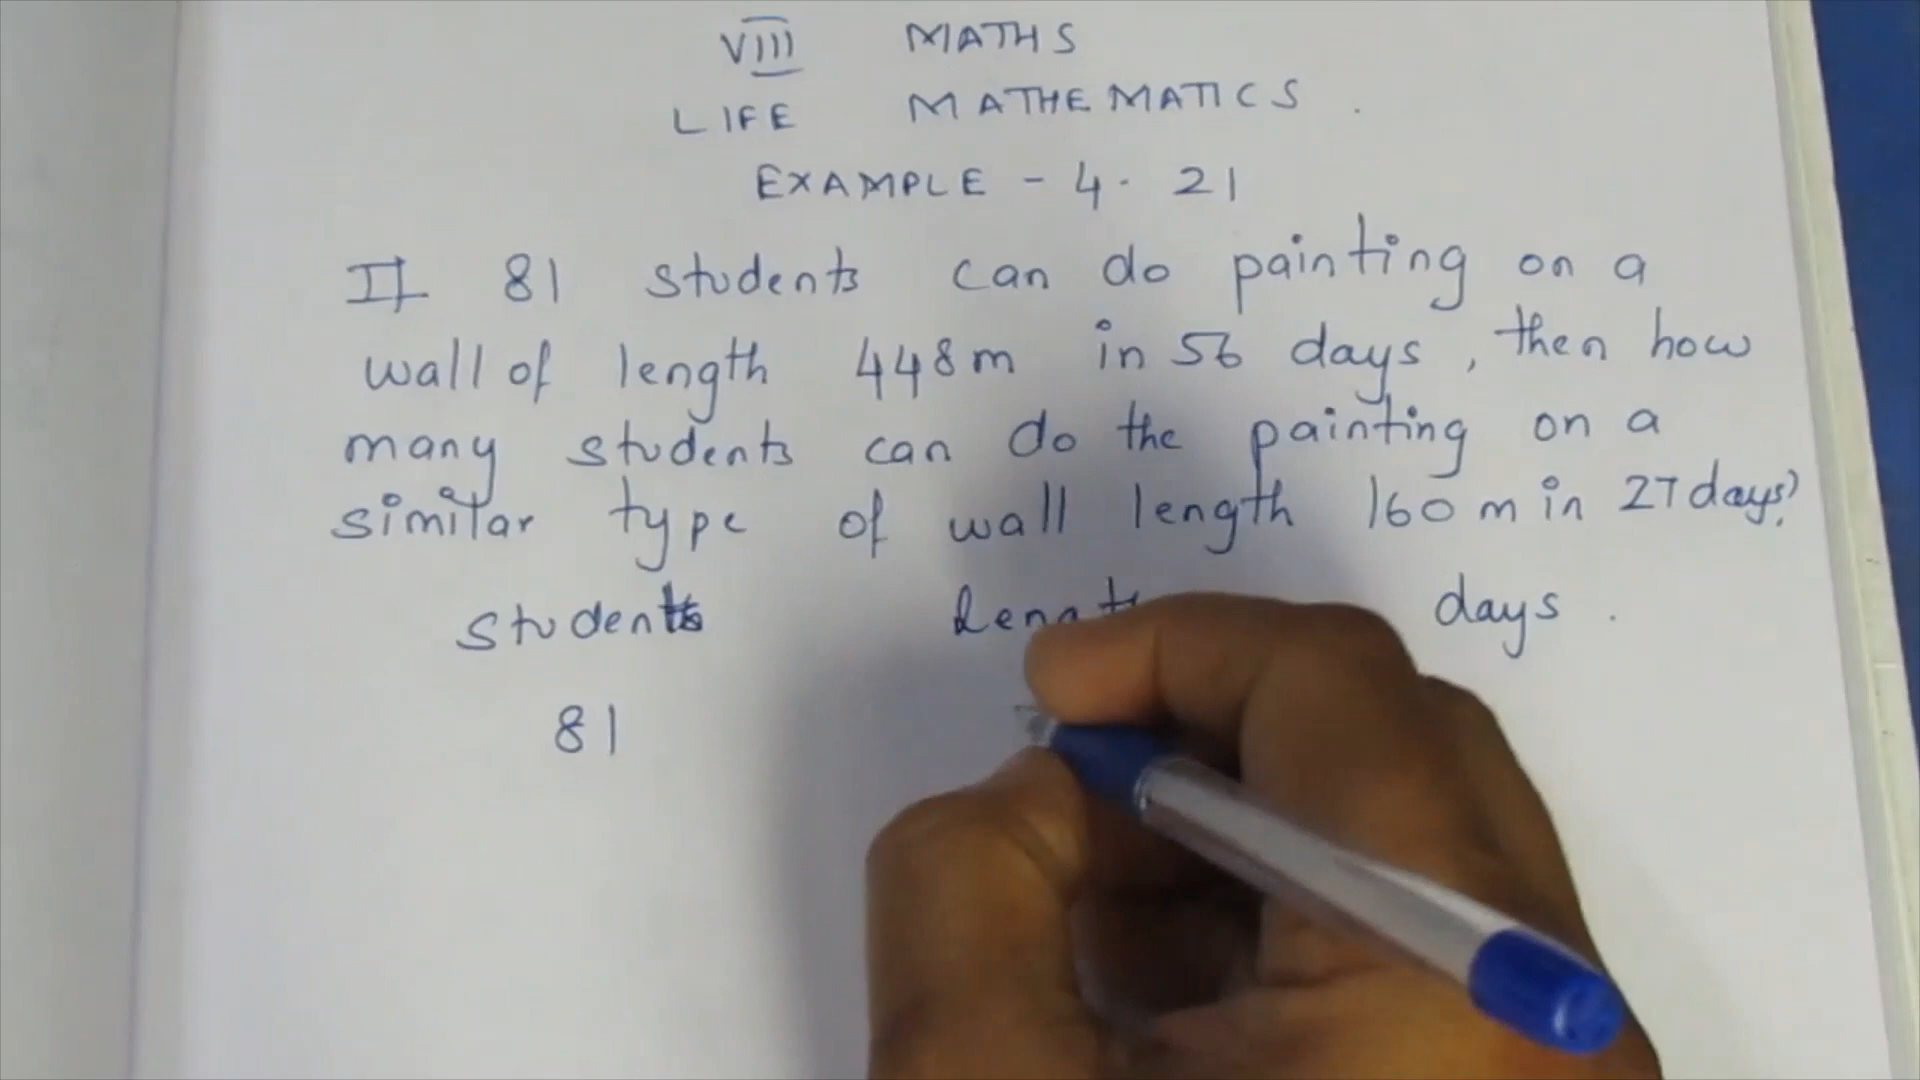 VIII MATHS
LIFE MATHEMATICS.
EXAMPLE - 4. 21
If 81 students can do painting on a
wall of length 448m in 56 days, then how
many students can do the painting on a
similar type of wall length 160 m in 27 days?
students days.
81